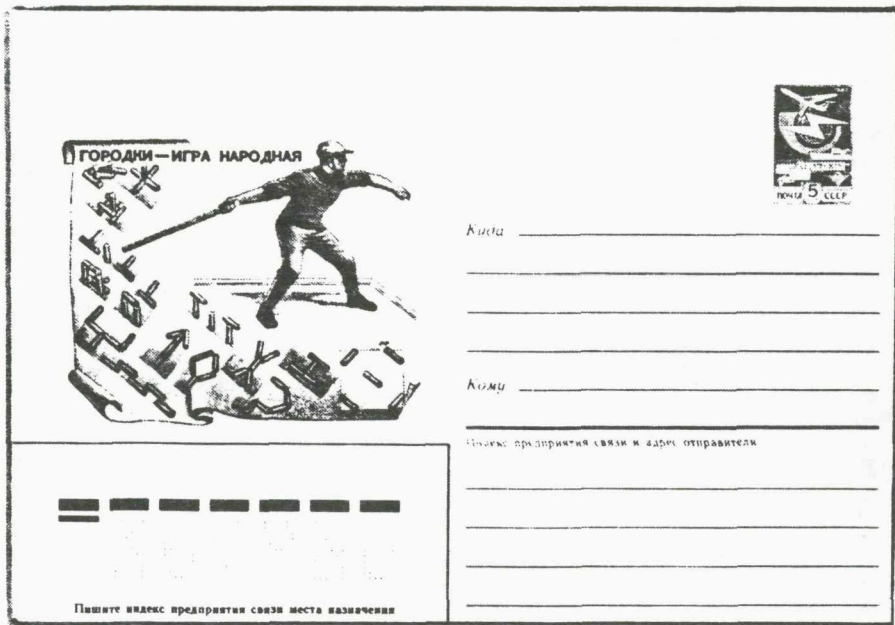 ГОРОДКИ—ИГРА НАРОДНАЯ
ПОЧТА 5 СССР
Куда
Кому
Индекс предприятия связи и адрес отправителя
Пишите индекс предприятия связи места назначения